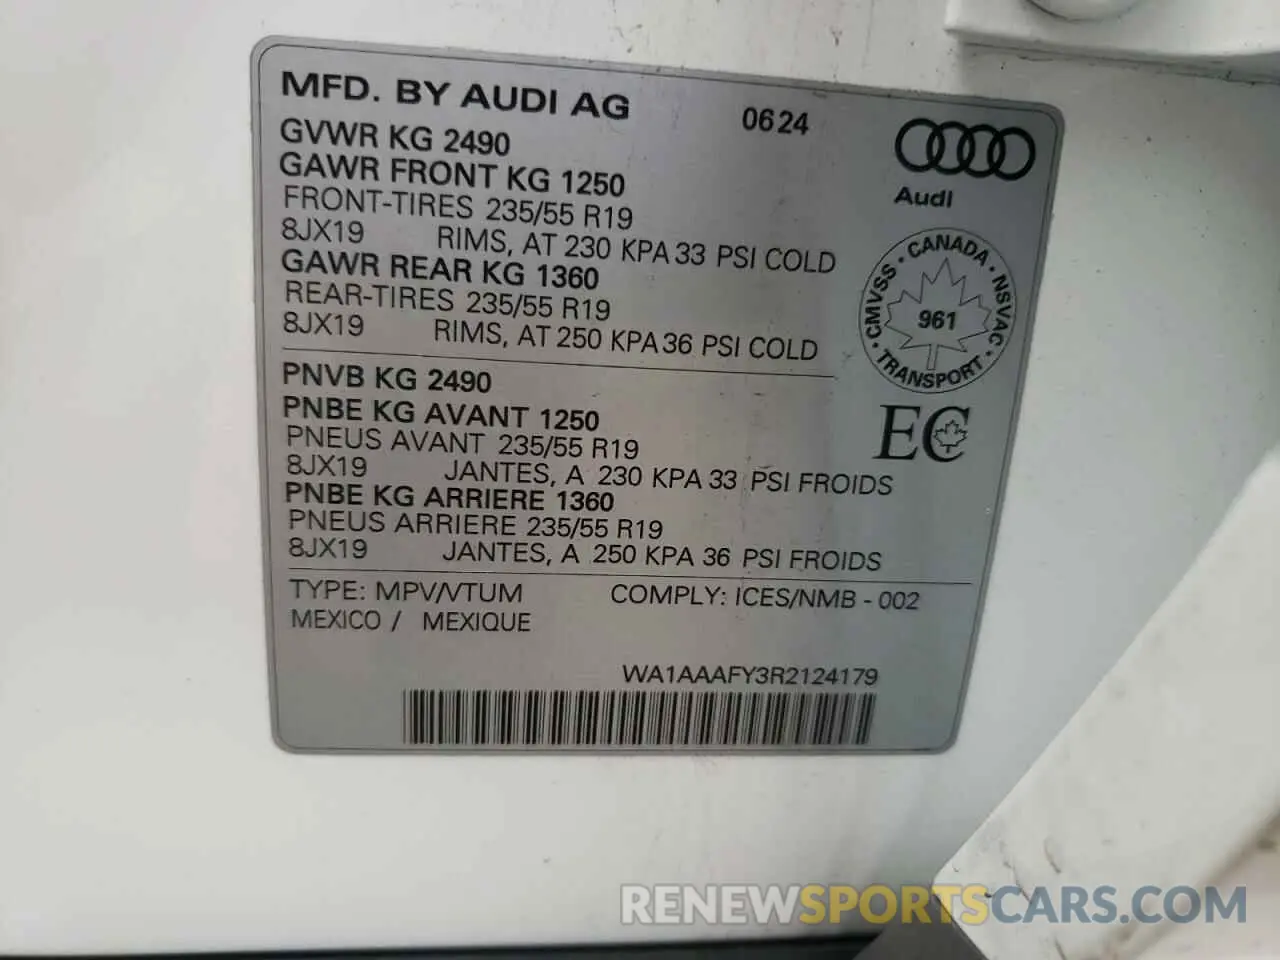 MFD. BY AUDI AG 0624
GVWR KG 2490
GAWR FRONT KG 1250
FRONT-TIRES 235/55 R19
8JX19 RIMS, AT 230 KPA 33 PSI COLD
GAWR REAR KG 1360
REAR-TIRES 235/55 R19
8JX19 RIMS, AT 250 KPA 36 PSI COLD
Audi
CMVSS · CANADA · NSVAC · TRANSPORT ·
961
PNVB KG 2490
PNBE KG AVANT 1250
PNEUS AVANT 235/55 R19
8JX19 JANTES, A 230 KPA 33 PSI FROIDS
PNBE KG ARRIERE 1360
PNEUS ARRIERE 235/55 R19
8JX19 JANTES, A 250 KPA 36 PSI FROIDS
EC
TYPE: MPV/VTUM COMPLY: ICES/NMB - 002
MEXICO / MEXIQUE
WA1AAAFY3R2124179
RENEWSPORTSCARS.COM